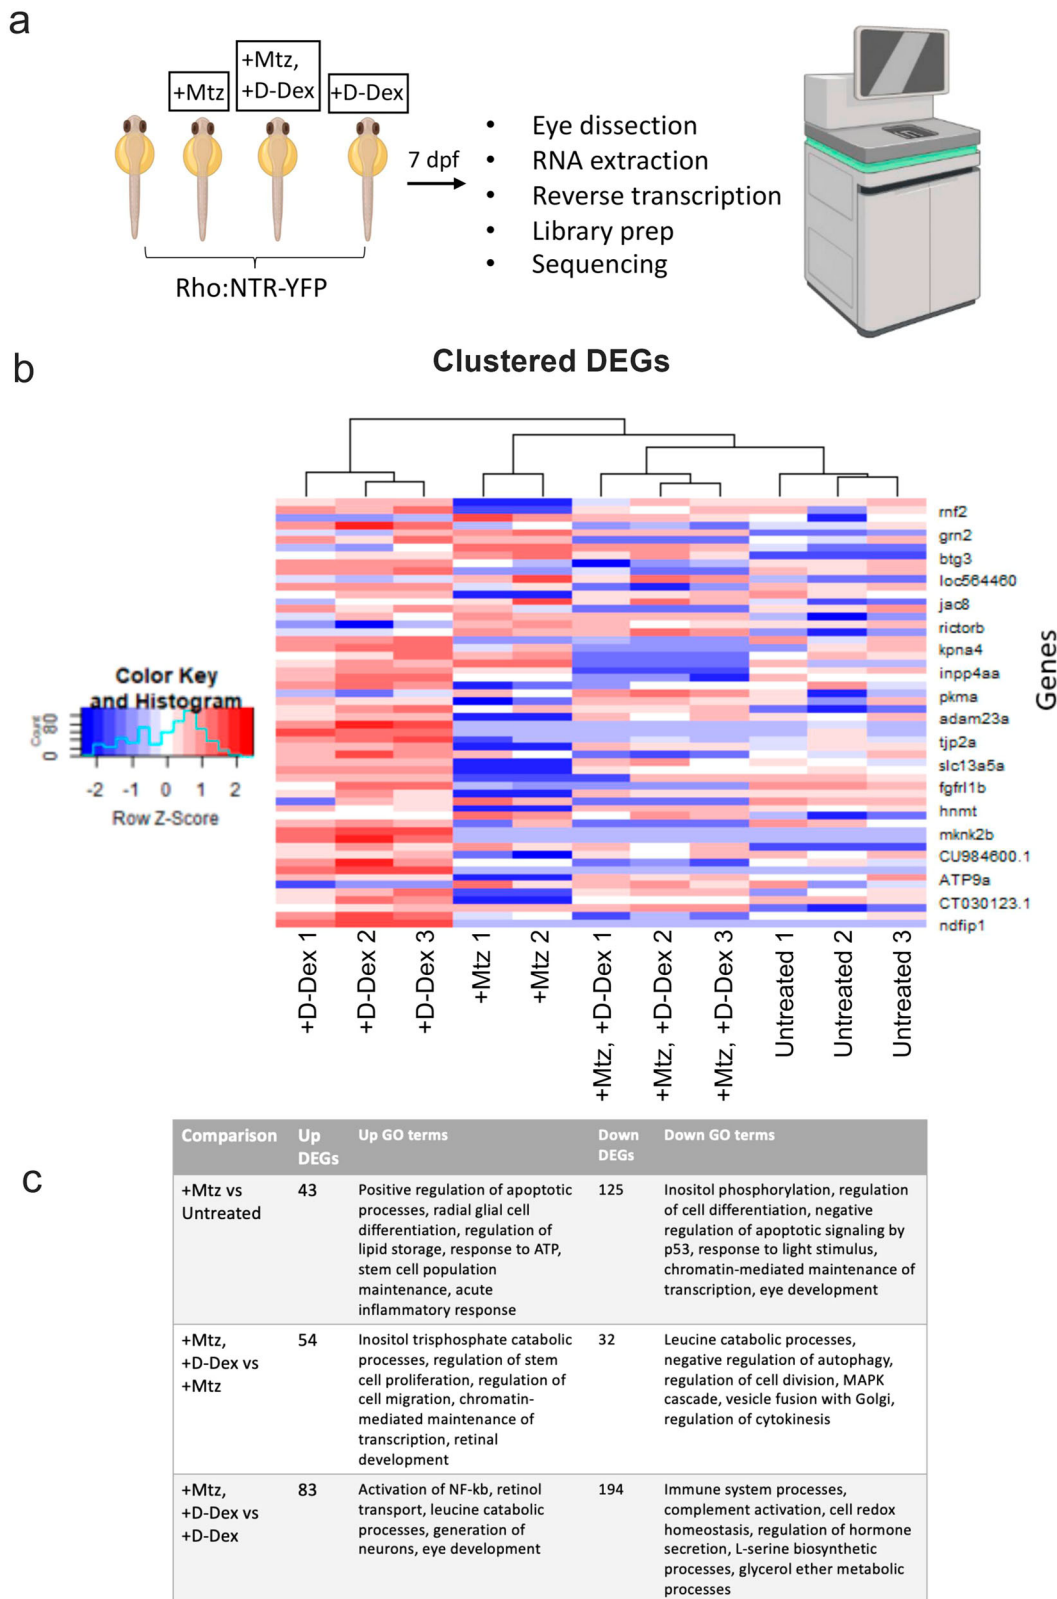 a
+Mtz
+Mtz,
+D-Dex
+D-Dex
7 dpf
Rho:NTR-YFP
• Eye dissection
• RNA extraction
• Reverse transcription
• Library prep
• Sequencing
b
Clustered DEGs
rnf2
grn2
btg3
loc564460
jac8
rictorb
kpna4
inpp4aa
pkma
adam23a
tjp2a
slc13a5a
fgfrl1b
hnmt
mknk2b
CU984600.1
ATP9a
CT030123.1
ndfip1
Genes
Color Key
and Histogram
Count
0 80
-2 -1 0 1 2
Row Z-Score
+D-Dex 1
+D-Dex 2
+D-Dex 3
+Mtz 1
+Mtz 2
+Mtz, +D-Dex 1
+Mtz, +D-Dex 2
+Mtz, +D-Dex 3
Untreated 1
Untreated 2
Untreated 3
c
Comparison
Up
DEGs
Up GO terms
Down
DEGs
Down GO terms
+Mtz vs
Untreated
43
Positive regulation of apoptotic
processes, radial glial cell
differentiation, regulation of
lipid storage, response to ATP,
stem cell population
maintenance, acute
inflammatory response
125
Inositol phosphorylation, regulation
of cell differentiation, negative
regulation of apoptotic signaling by
p53, response to light stimulus,
chromatin-mediated maintenance of
transcription, eye development
+Mtz,
+D-Dex vs
+Mtz
54
Inositol trisphosphate catabolic
processes, regulation of stem
cell proliferation, regulation of
cell migration, chromatin-
mediated maintenance of
transcription, retinal
development
32
Leucine catabolic processes,
negative regulation of autophagy,
regulation of cell division, MAPK
cascade, vesicle fusion with Golgi,
regulation of cytokinesis
+Mtz,
+D-Dex vs
+D-Dex
83
Activation of NF-kb, retinol
transport, leucine catabolic
processes, generation of
neurons, eye development
194
Immune system processes,
complement activation, cell redox
homeostasis, regulation of hormone
secretion, L-serine biosynthetic
processes, glycerol ether metabolic
processes